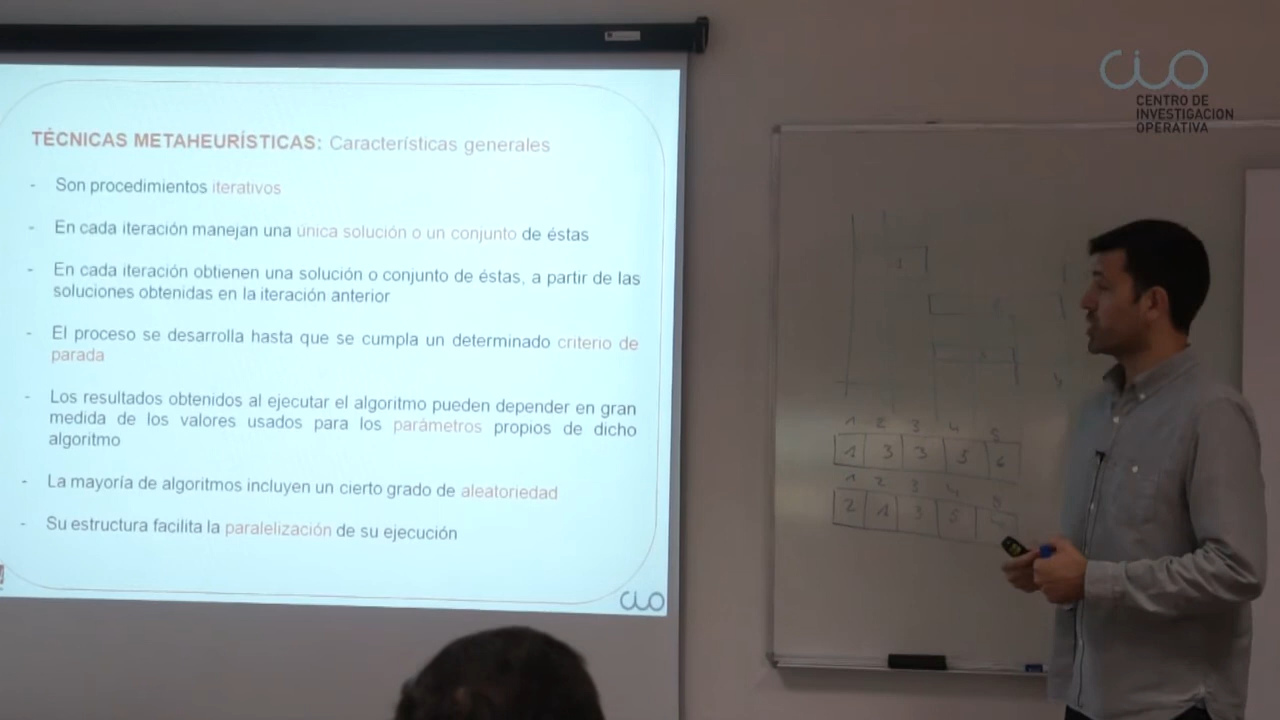 TÉCNICAS METAHEURÍSTICAS: Características generales
- Son procedimientos iterativos
- En cada iteración manejan una única solución o un conjunto de éstas
- En cada iteración obtienen una solución o conjunto de éstas, a partir de las
soluciones obtenidas en la iteración anterior
- El proceso se desarrolla hasta que se cumpla un determinado criterio de
parada
- Los resultados obtenidos al ejecutar el algoritmo pueden depender en gran
medida de los valores usados para los parámetros propios de dicho
algoritmo
- La mayoría de algoritmos incluyen un cierto grado de aleatoriedad
- Su estructura facilita la paralelización de su ejecución
CIO
CIO
CENTRO DE
INVESTIGACION
OPERATIVA
1 2 3 4 5
1 3 3 5 6
1 2 3 4 5
2 1 3 5